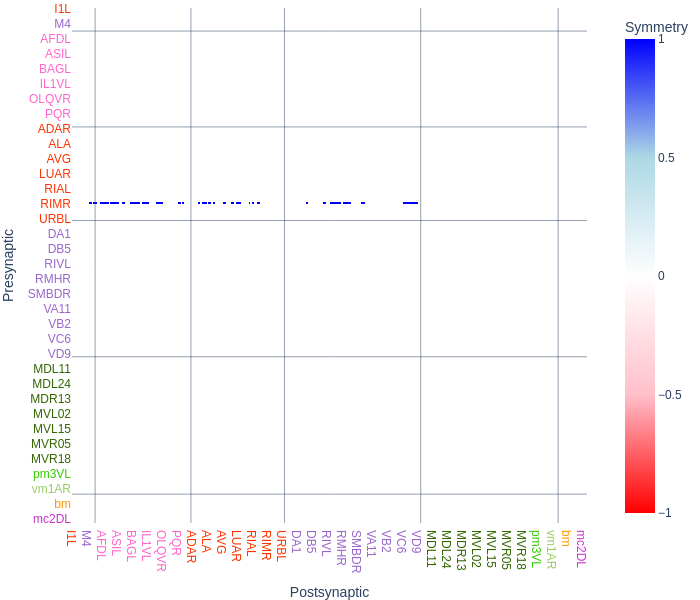 Symmetry
1
0.5
0
−0.5
−1
Presynaptic
I1L
M4
AFDL
ASIL
BAGL
IL1VL
OLQVR
PQR
ADAR
ALA
AVG
LUAR
RIAL
RIMR
URBL
DA1
DB5
RIVL
RMHR
SMBDR
VA11
VB2
VC6
VD9
MDL11
MDL24
MDR13
MVL02
MVL15
MVR05
MVR18
pm3VL
vm1AR
bm
mc2DL
I1L
M4
AFDL
ASIL
BAGL
IL1VL
OLQVR
PQR
ADAR
ALA
AVG
LUAR
RIAL
RIMR
URBL
DA1
DB5
RIVL
RMHR
SMBDR
VA11
VB2
VC6
VD9
MDL11
MDL24
MDR13
MVL02
MVL15
MVR05
MVR18
pm3VL
vm1AR
bm
mc2DL
Postsynaptic